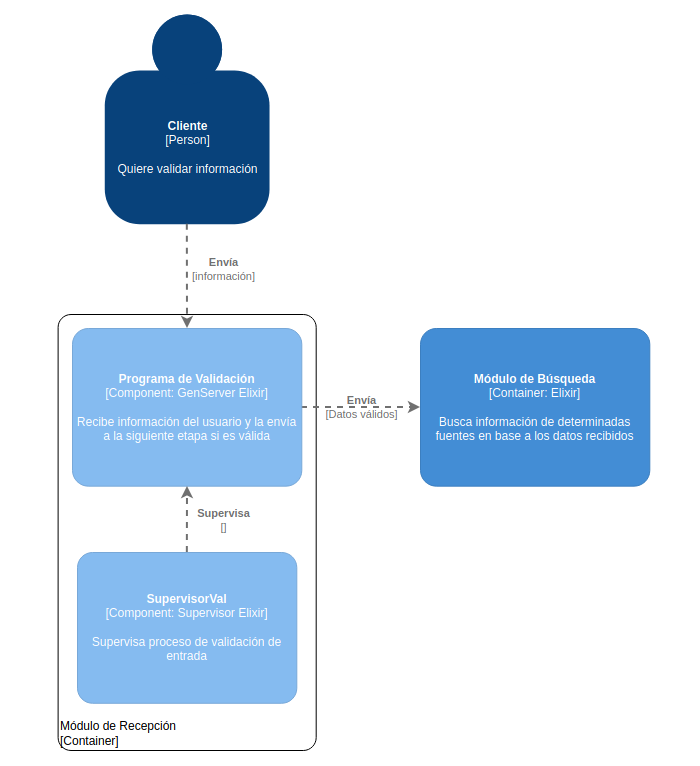 Cliente
[Person]
Quiere validar información
Envía
[información]
Programa de Validación
[Component: GenServer Elixir]
Recibe información del usuario y la envía
a la siguiente etapa si es válida
Envía
[Datos válidos]
Módulo de Búsqueda
[Container: Elixir]
Busca información de determinadas
fuentes en base a los datos recibidos
Supervisa
[]
SupervisorVal
[Component: Supervisor Elixir]
Supervisa proceso de validación de
entrada
Módulo de Recepción
[Container]